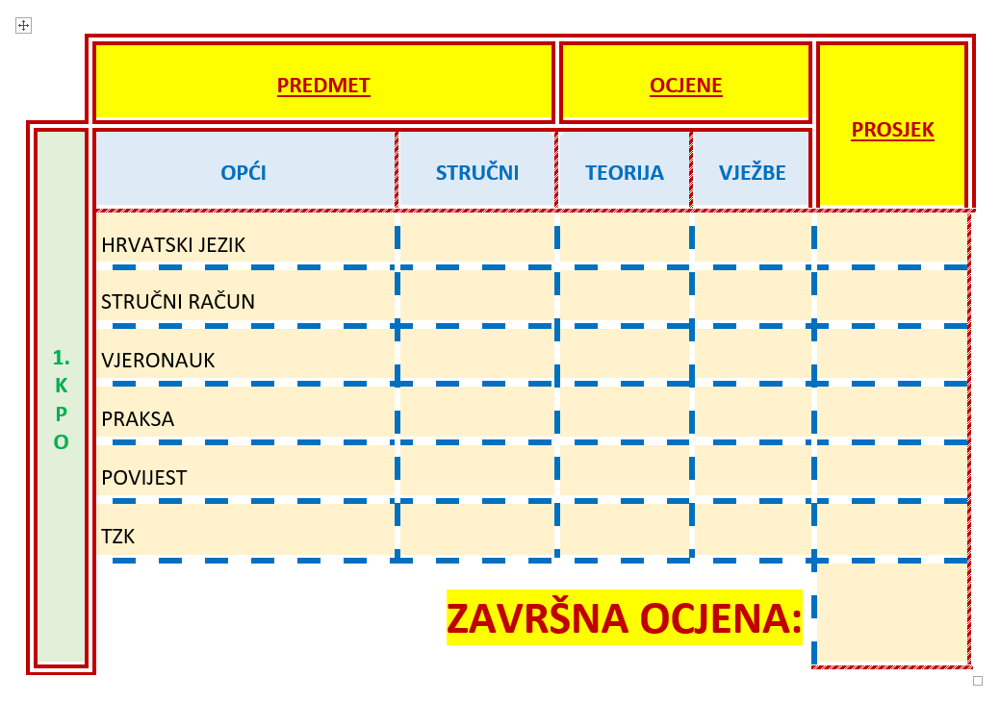 PREDMET
OCJENE
PROSJEK
OPĆI
STRUČNI
TEORIJA
VJEŽBE
1.
K
P
O
HRVATSKI JEZIK
STRUČNI RAČUN
VJERONAUK
PRAKSA
POVIJEST
TZK
ZAVRŠNA OCJENA: